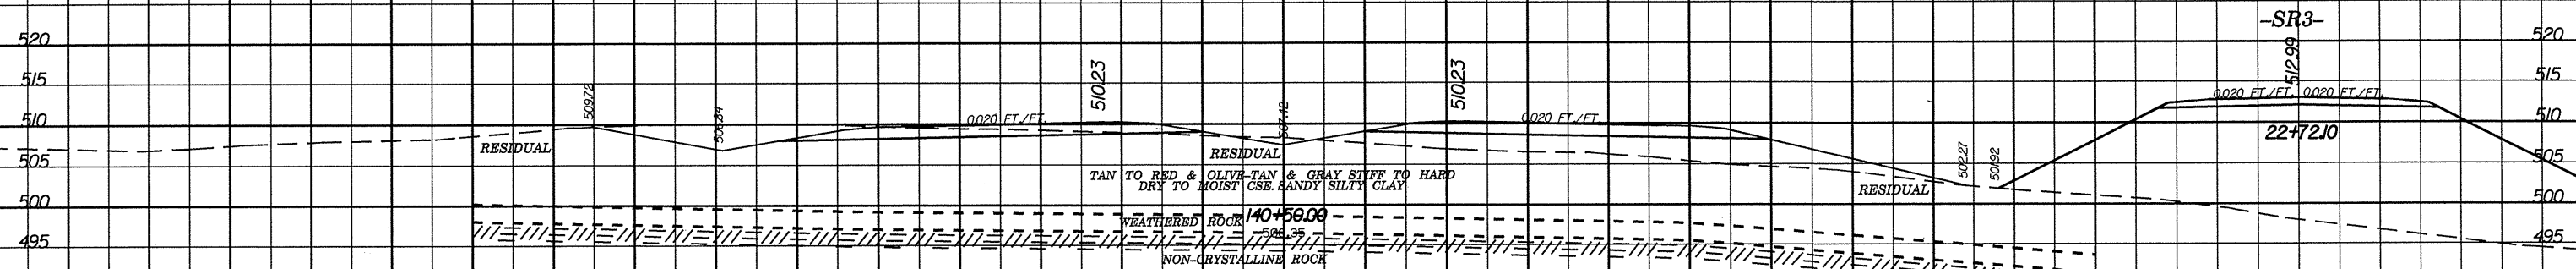 -SR3-
520 520
512.99
515 510.23 510.23 515
509.72 506.84 507.42
0.020 FT./FT. 0.020 FT./FT. 0.020 FT./FT. 0.020 FT./FT.
510 510
22+72.10
RESIDUAL RESIDUAL 502.27 501.92
505 505
TAN TO RED & OLIVE-TAN & GRAY STIFF TO HARD
DRY TO MOIST CSE. SANDY SILTY CLAY
RESIDUAL
500 500
140+50.00
WEATHERED ROCK
495 495
NON-CRYSTALLINE ROCK